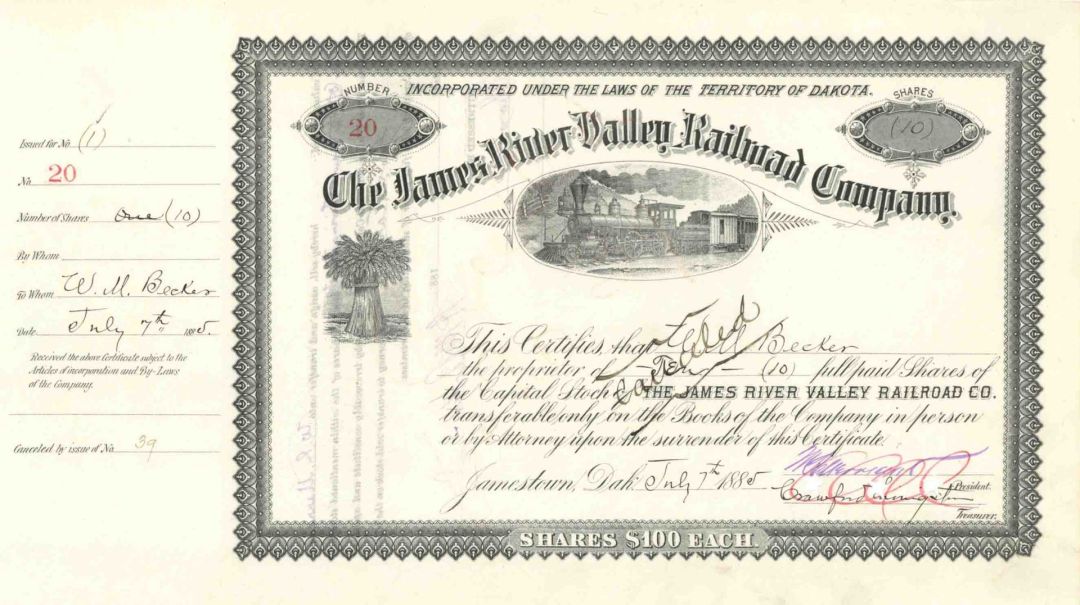 Issued for No (1)
No 20
Number of Shares One (10)
By Whom
To Whom W. M. Becker
Date July 7th 1885.
Received the above Certificate subject to the
Articles of incorporation and By-Laws
of the Company.
Canceled by issue of No. 39
NUMBER
20
INCORPORATED UNDER THE LAWS OF THE TERRITORY OF DAKOTA.
SHARES
(10)
The James River Valley Railroad Company.
This Certifies, that W M Becker
the proprietor of Ten (10) full paid Shares of
the Capital Stock of THE JAMES RIVER VALLEY RAILROAD CO.
transferable only on the Books of the Company in person
or by Attorney upon the surrender of this Certificate.
Jamestown, Dak. July 7th 1885
President.
Crawford
Treasurer.
SHARES $100 EACH.